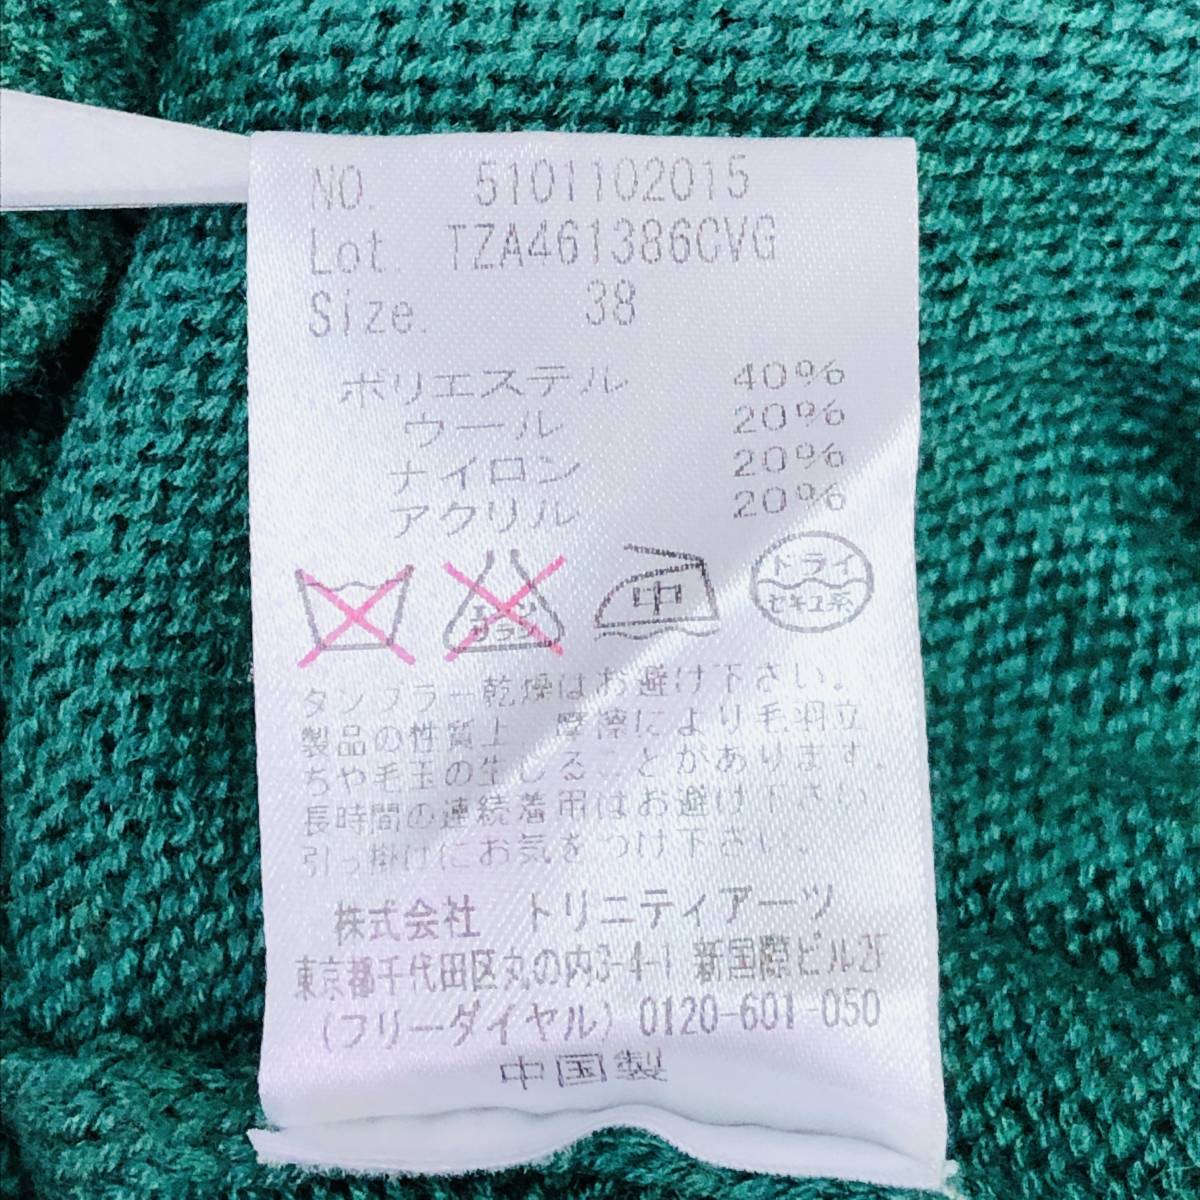 NO. 5101102015
Lot. TZA461386CVG
Size. 38
ポリエステル 40%
ウール 20%
ナイロン 20%
アクリル 20%
エンソ サラシ
中
ドライ
セキユ系
タンブラー乾燥はお避け下さい。
製品の性質上 摩擦により毛羽立
ちや毛玉の生じることがあります。
長時間の連続着用はお避け下さい
引っ掛けにお気をつけ下さい。
株式会社 トリニティアーツ
東京都千代田区丸の内3-4-1 新国際ビル2F
(フリーダイヤル) 0120-601-050
中国製